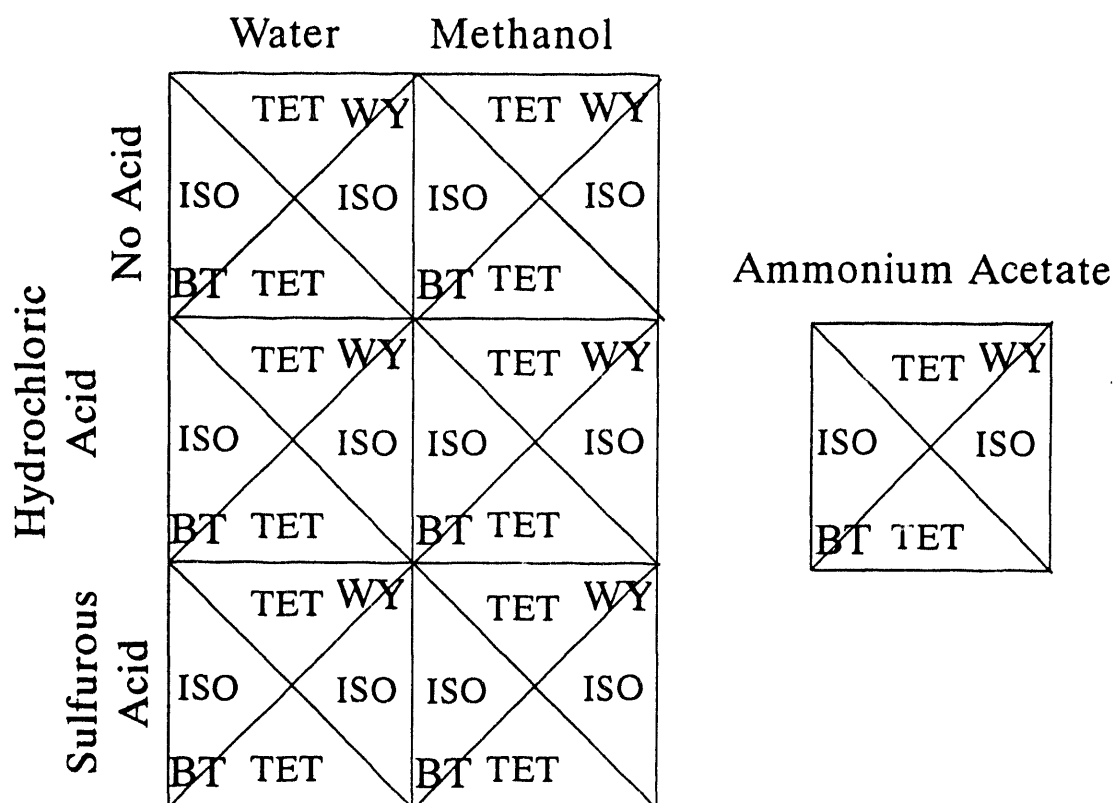 Water Methanol
No Acid
TET WY TET WY
ISO ISO ISO ISO
BT TET BT TET
Hydrochloric
Acid
TET WY TET WY
ISO ISO ISO ISO
BT TET BT TET
Sulfurous
Acid
TET WY TET WY
ISO ISO ISO ISO
BT TET BT TET
Ammonium Acetate
TET WY
ISO ISO
BT TET